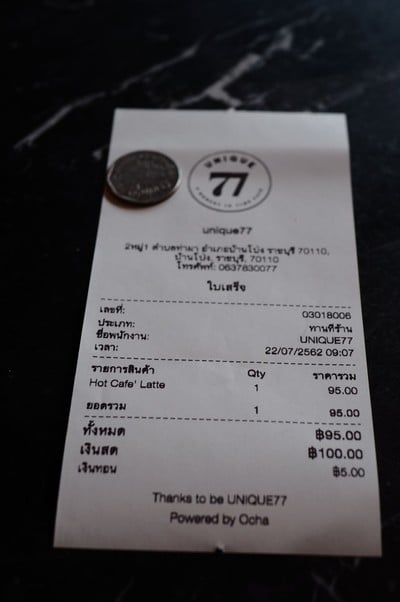 UNIQUE
77
unique77
2หมู่1 ตำบลท่าผา อำเภอบ้านโป่ง ราชบุรี 70110,
บ้านโป่ง, ราชบุรี, 70110
โทรศัพท์: 0637830077
ใบเสร็จ
เลขที่: 03018006
ประเภท: ทานที่ร้าน
ชื่อพนักงาน: UNIQUE77
เวลา: 22/07/2562 09:07
รายการสินค้า Qty ราคารวม
Hot Cafe' Latte 1 95.00
ยอดรวม 1 95.00
ทั้งหมด ฿95.00
เงินสด ฿100.00
เงินทอน ฿5.00
Thanks to be UNIQUE77
Powered by Ocha